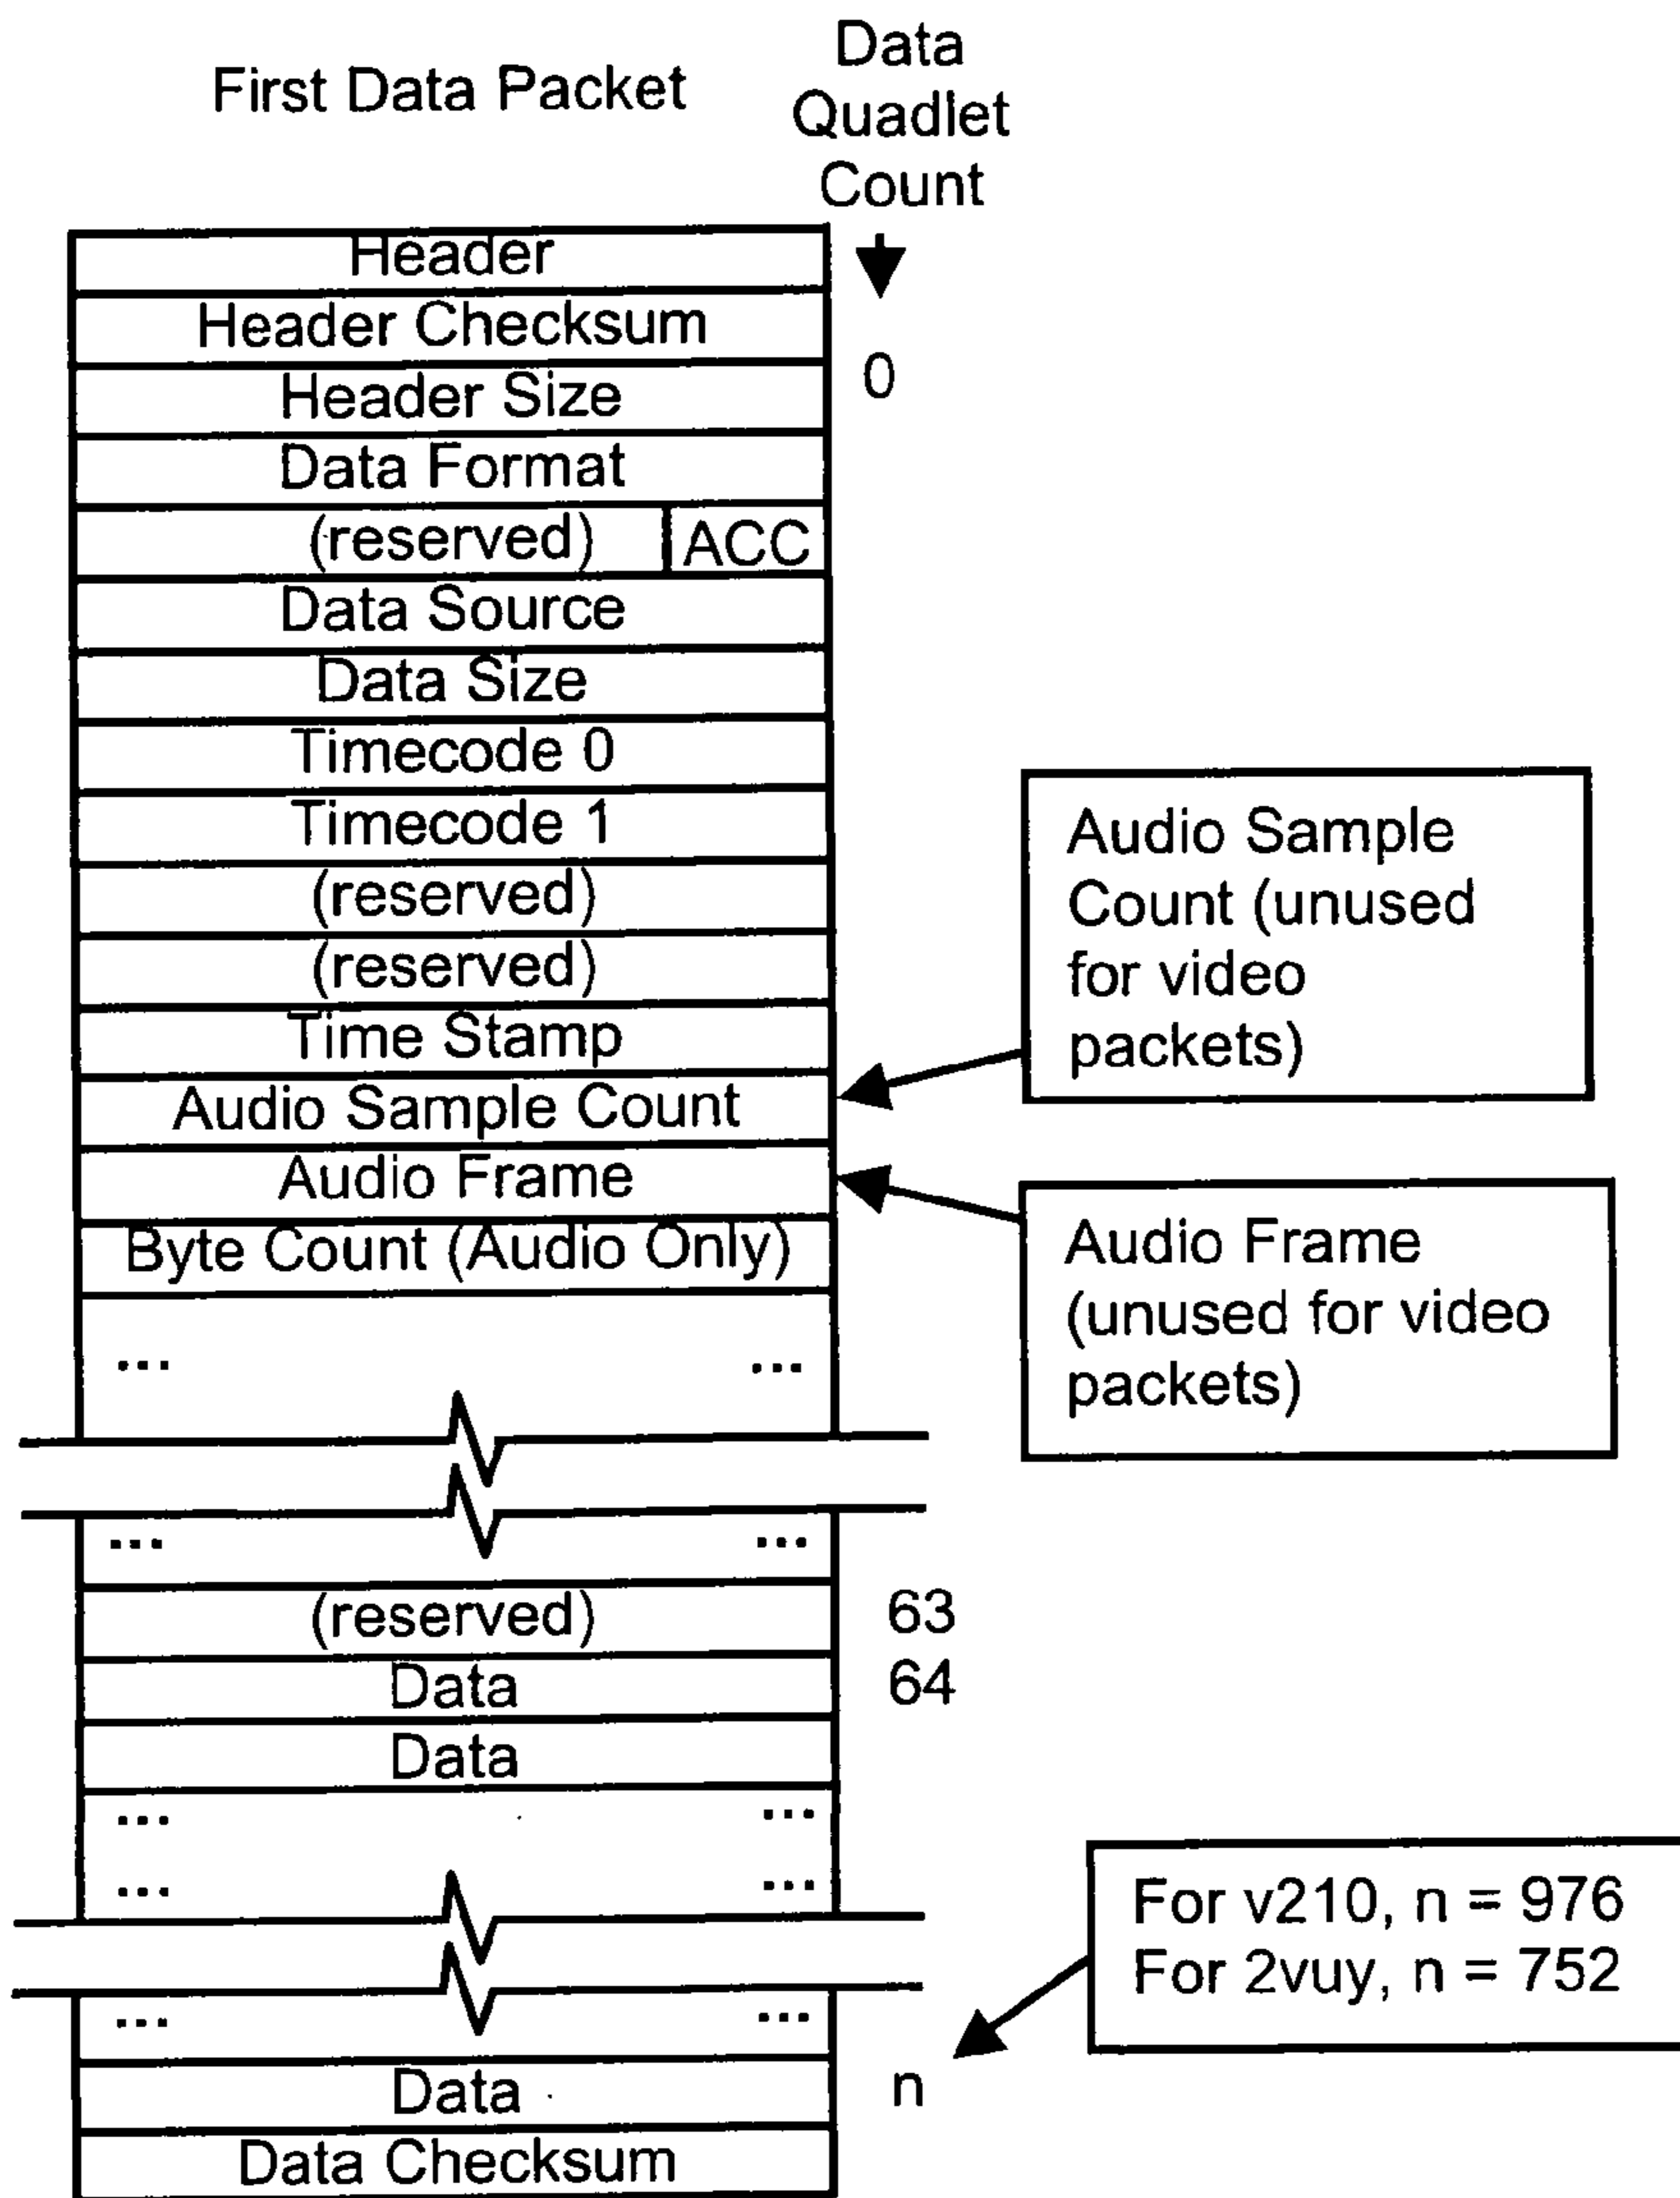 First Data Packet
Data
Quadlet
Count
Header
Header Checksum
Header Size
0
Data Format
(reserved)
ACC
Data Source
Data Size
Timecode 0
Timecode 1
(reserved)
(reserved)
Time Stamp
Audio Sample Count
Audio Frame
Byte Count (Audio Only)
... ...
Audio Sample
Count (unused
for video
packets)
Audio Frame
(unused for video
packets)
... ...
(reserved)
63
Data
64
Data
... ...
... ...
... ...
Data
n
Data Checksum
For v210, n = 976
For 2vuy, n = 752